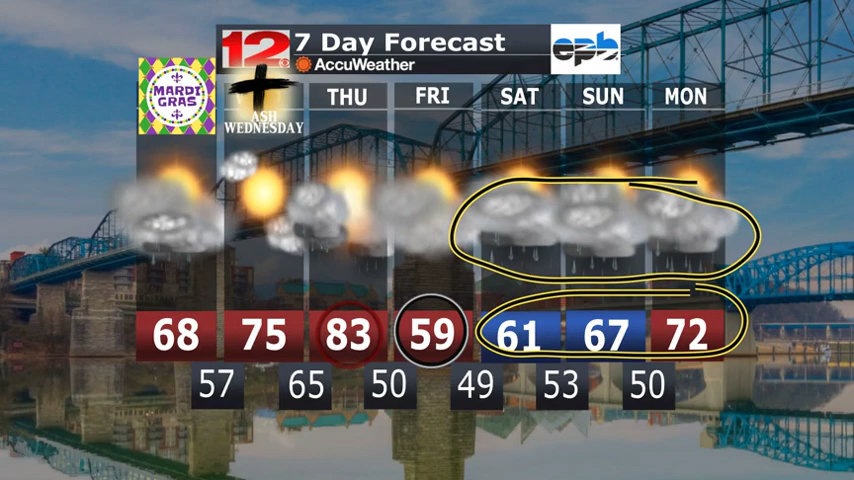 12 7 Day Forecast epb
AccuWeather
MARDI GRAS
ASH WEDNESDAY
THU FRI SAT SUN MON
68 75 83 59 61 67 72
57 65 50 49 53 50